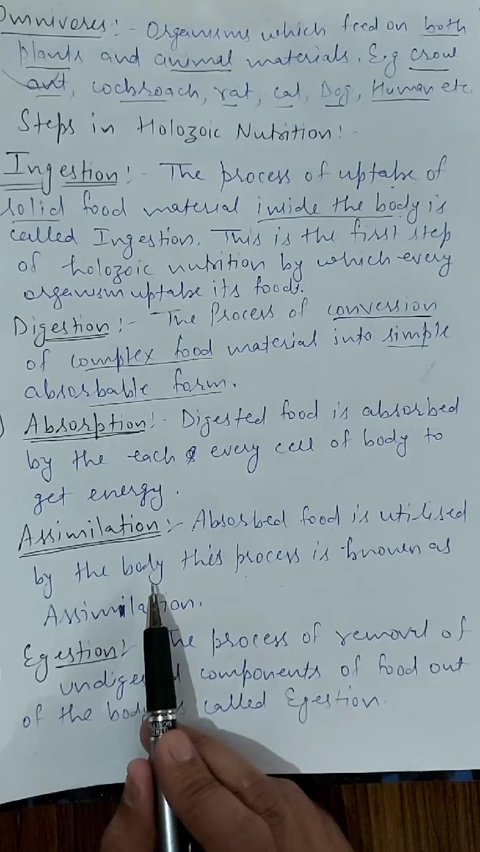 Omnivores:- Organisms which feed on both
plants and animal materials. E.g crow
ant, cockroach, rat, cat, Dog, Human etc.
Steps in Holozoic Nutrition:-
Ingestion:- The process of uptake of
solid food material inside the body is
called Ingestion. This is the first step
of holozoic nutrition by which every
organism uptake its food.
Digestion:- The Process of conversion
of complex food material into simple
absorbable form.
Absorption:- Digested food is absorbed
by the each & every cell of body to
get energy.
Assimilation:- Absorbed food is utilised
by the body this process is known as
Assimilation.
Egestion:- The process of removal of
components of food out
of the body called Egestion.